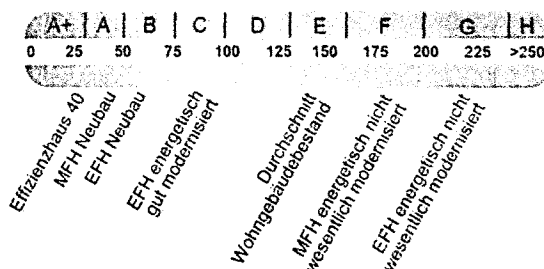 A+ | A | B | C | D | E | F | G | H
0 25 50 75 100 125 150 175 200 225 >250
Effizienzhaus 40
MFH Neubau
EFH Neubau
EFH energetisch
gut modernisiert
Durchschnitt
Wohngebäudebestand
MFH energetisch nicht
wesentlich modernisiert
EFH energetisch nicht
wesentlich modernisiert